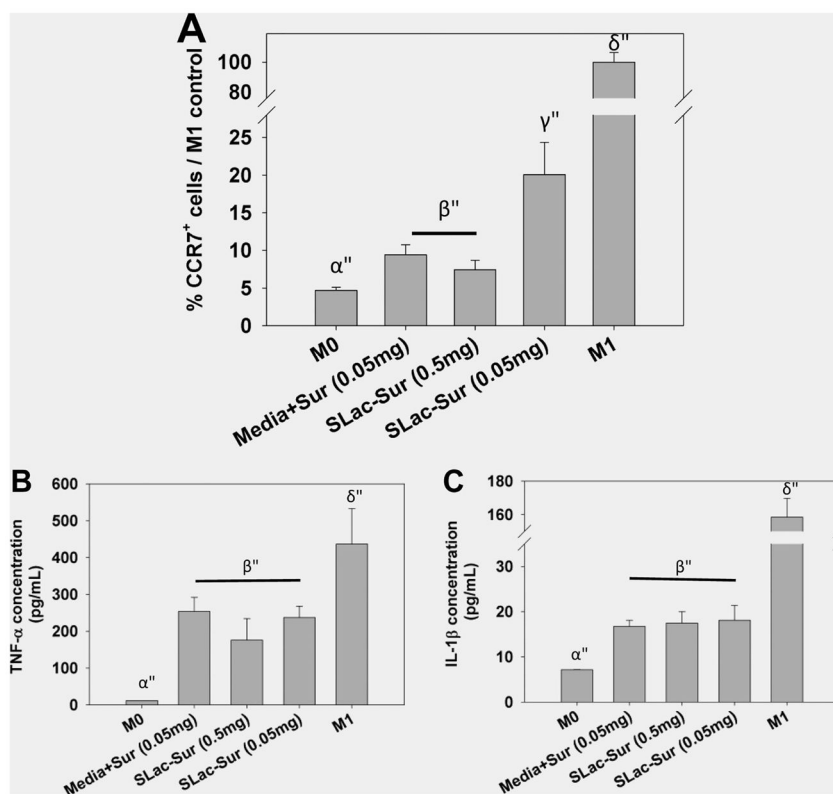 A
% CCR7+ cells / M1 control
100
80
25
20
15
10
5
0
α"
β"
γ"
δ"
M0
Media+Sur (0.05mg)
SLac-Sur (0.5mg)
SLac-Sur (0.05mg)
M1
B
TNF-α concentration
(pg/mL)
600
500
400
300
200
100
0
α"
β"
δ"
M0
Media+Sur (0.05mg)
SLac-Sur (0.5mg)
SLac-Sur (0.05mg)
M1
C
IL-1β concentration
(pg/mL)
180
160
30
20
10
0
α"
β"
δ"
M0
Media+Sur (0.05mg)
SLac-Sur (0.5mg)
SLac-Sur (0.05mg)
M1